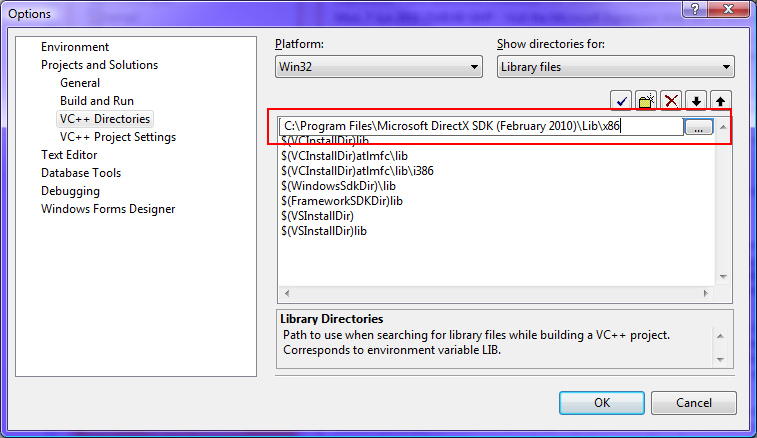 Options
Environment
Projects and Solutions
General
Build and Run
VC++ Directories
VC++ Project Settings
Text Editor
Database Tools
Debugging
Windows Forms Designer
Platform:
Show directories for:
Win32
Library files
C:\Program Files\Microsoft DirectX SDK (February 2010)\Lib\x86
...
$(VCInstallDir)lib
$(VCInstallDir)atlmfc\lib
$(VCInstallDir)atlmfc\lib\i386
$(WindowsSdkDir)\lib
$(FrameworkSDKDir)lib
$(VSInstallDir)
$(VSInstallDir)lib
Library Directories
Path to use when searching for library files while building a VC++ project.
Corresponds to environment variable LIB.
OK
Cancel